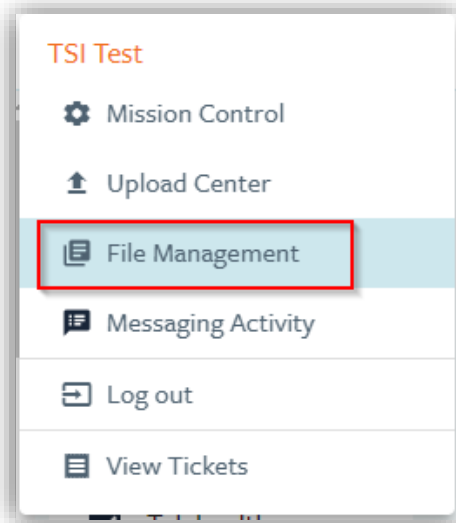 TSI Test
Mission Control
Upload Center
File Management
Messaging Activity
Log out
View Tickets